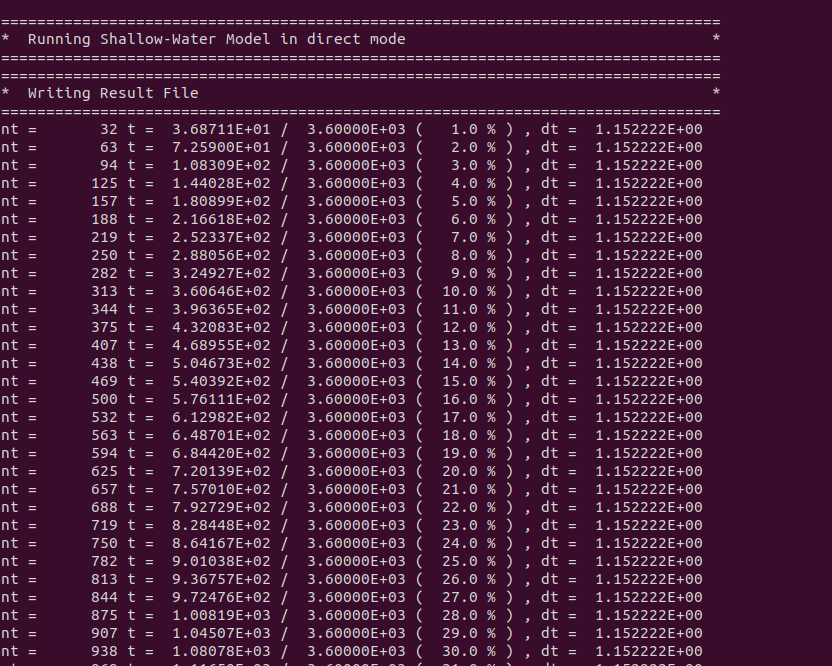 ================================================================================
*  Running Shallow-Water Model in direct mode                                  *
================================================================================
================================================================================
*  Writing Result File                                                         *
================================================================================
nt =       32 t =  3.68711E+01 /  3.60000E+03 (   1.0 % ) , dt =  1.152222E+00
nt =       63 t =  7.25900E+01 /  3.60000E+03 (   2.0 % ) , dt =  1.152222E+00
nt =       94 t =  1.08309E+02 /  3.60000E+03 (   3.0 % ) , dt =  1.152222E+00
nt =      125 t =  1.44028E+02 /  3.60000E+03 (   4.0 % ) , dt =  1.152222E+00
nt =      157 t =  1.80899E+02 /  3.60000E+03 (   5.0 % ) , dt =  1.152222E+00
nt =      188 t =  2.16618E+02 /  3.60000E+03 (   6.0 % ) , dt =  1.152222E+00
nt =      219 t =  2.52337E+02 /  3.60000E+03 (   7.0 % ) , dt =  1.152222E+00
nt =      250 t =  2.88056E+02 /  3.60000E+03 (   8.0 % ) , dt =  1.152222E+00
nt =      282 t =  3.24927E+02 /  3.60000E+03 (   9.0 % ) , dt =  1.152222E+00
nt =      313 t =  3.60646E+02 /  3.60000E+03 (  10.0 % ) , dt =  1.152222E+00
nt =      344 t =  3.96365E+02 /  3.60000E+03 (  11.0 % ) , dt =  1.152222E+00
nt =      375 t =  4.32083E+02 /  3.60000E+03 (  12.0 % ) , dt =  1.152222E+00
nt =      407 t =  4.68955E+02 /  3.60000E+03 (  13.0 % ) , dt =  1.152222E+00
nt =      438 t =  5.04673E+02 /  3.60000E+03 (  14.0 % ) , dt =  1.152222E+00
nt =      469 t =  5.40392E+02 /  3.60000E+03 (  15.0 % ) , dt =  1.152222E+00
nt =      500 t =  5.76111E+02 /  3.60000E+03 (  16.0 % ) , dt =  1.152222E+00
nt =      532 t =  6.12982E+02 /  3.60000E+03 (  17.0 % ) , dt =  1.152222E+00
nt =      563 t =  6.48701E+02 /  3.60000E+03 (  18.0 % ) , dt =  1.152222E+00
nt =      594 t =  6.84420E+02 /  3.60000E+03 (  19.0 % ) , dt =  1.152222E+00
nt =      625 t =  7.20139E+02 /  3.60000E+03 (  20.0 % ) , dt =  1.152222E+00
nt =      657 t =  7.57010E+02 /  3.60000E+03 (  21.0 % ) , dt =  1.152222E+00
nt =      688 t =  7.92729E+02 /  3.60000E+03 (  22.0 % ) , dt =  1.152222E+00
nt =      719 t =  8.28448E+02 /  3.60000E+03 (  23.0 % ) , dt =  1.152222E+00
nt =      750 t =  8.64167E+02 /  3.60000E+03 (  24.0 % ) , dt =  1.152222E+00
nt =      782 t =  9.01038E+02 /  3.60000E+03 (  25.0 % ) , dt =  1.152222E+00
nt =      813 t =  9.36757E+02 /  3.60000E+03 (  26.0 % ) , dt =  1.152222E+00
nt =      844 t =  9.72476E+02 /  3.60000E+03 (  27.0 % ) , dt =  1.152222E+00
nt =      875 t =  1.00819E+03 /  3.60000E+03 (  28.0 % ) , dt =  1.152222E+00
nt =      907 t =  1.04507E+03 /  3.60000E+03 (  29.0 % ) , dt =  1.152222E+00
nt =      938 t =  1.08078E+03 /  3.60000E+03 (  30.0 % ) , dt =  1.152222E+00